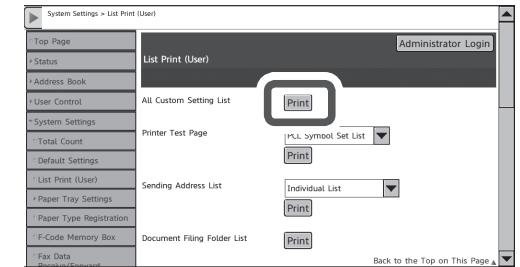 System Settings > List Print (User)
Top Page
Status
Address Book
User Control
System Settings
Total Count
Default Settings
List Print (User)
Paper Tray Settings
Paper Type Registration
F-Code Memory Box
Fax Data
Receive/Forward
Administrator Login
List Print (User)
All Custom Setting List
Print
Printer Test Page
PCL Symbol Set List
Print
Sending Address List
Individual List
Print
Document Filing Folder List
Print
Back to the Top on This Page